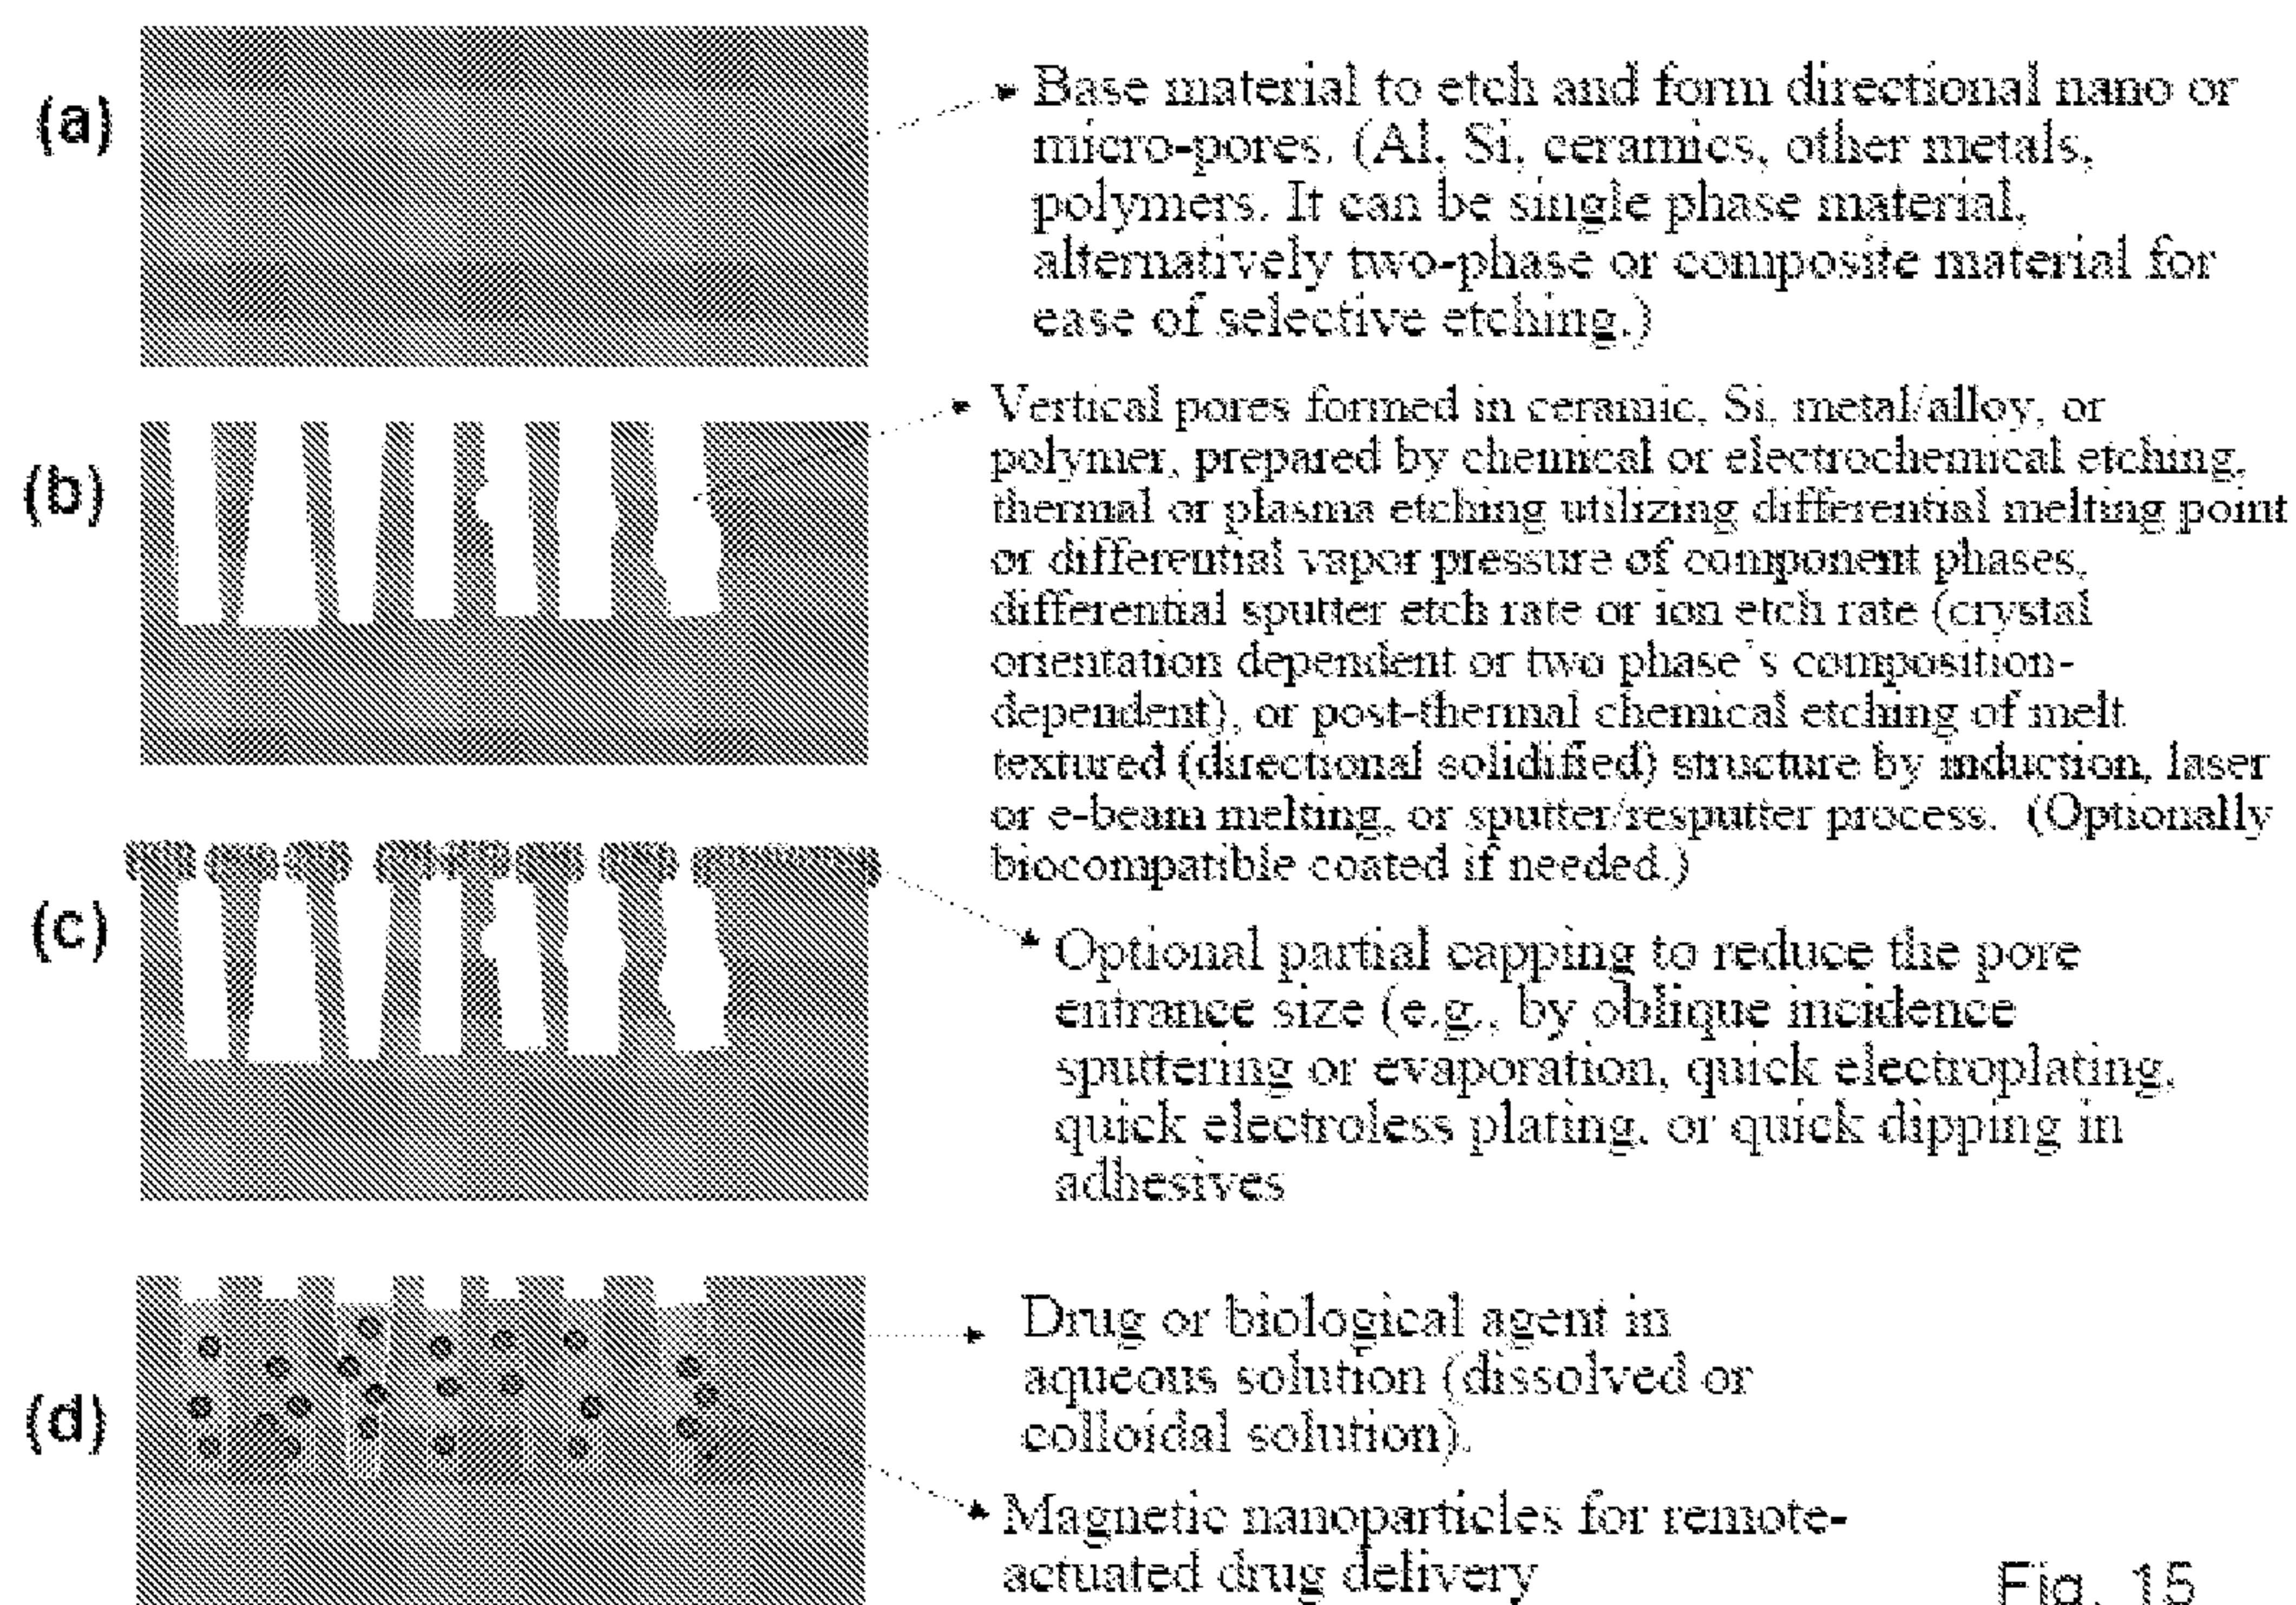 (a)
Base material to etch and form directional nano or
micro-pores. (Al, Si, ceramics, other metals,
polymers. It can be single phase material,
alternatively two-phase or composite material for
ease of selective etching.)
(b)
Vertical pores formed in ceramic, Si, metal/alloy, or
polymer, prepared by chemical or electrochemical etching,
thermal or plasma etching utilizing differential melting point
or differential vapor pressure of component phases,
differential sputter etch rate or ion etch rate (crystal
orientation dependent or two phase's composition-
dependent), or post-thermal chemical etching of melt
textured (directional solidified) structure by induction, laser
or e-beam melting, or sputter/resputter process. (Optionally
biocompatible coated if needed.)
(c)
Optional partial capping to reduce the pore
entrance size (e.g., by oblique incidence
sputtering or evaporation, quick electroplating,
quick electroless plating, or quick dipping in
adhesives
(d)
Drug or biological agent in
aqueous solution (dissolved or
colloidal solution).
Magnetic nanoparticles for remote-
actuated drug delivery
Fig. 15